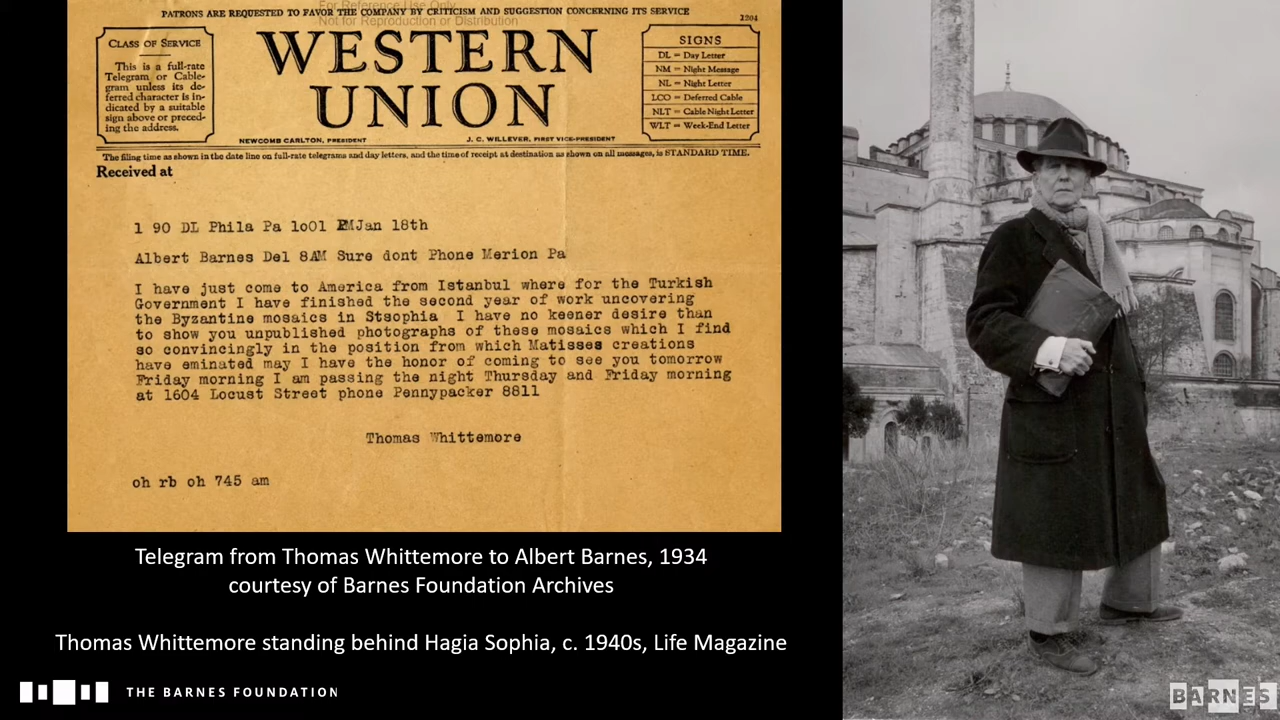 For Reference Use Only
Not for Reproduction or Distribution
PATRONS ARE REQUESTED TO FAVOR THE COMPANY BY CRITICISM AND SUGGESTION CONCERNING ITS SERVICE
1204
CLASS OF SERVICE
This is a full-rate
Telegram or Cable-
gram unless its de-
ferred character is in-
dicated by a suitable
sign above or preced-
ing the address.
WESTERN
UNION
NEWCOMB CARLTON, PRESIDENT
J. C. WILLEVER, FIRST VICE-PRESIDENT
SIGNS
DL = Day Letter
NM = Night Message
NL = Night Letter
LCO = Deferred Cable
NLT = Cable Night Letter
WLT = Week-End Letter
The filing time as shown in the date line on full-rate telegrams and day letters, and the time of receipt at destination as shown on all messages, is STANDARD TIME.
Received at
1 90 DL Phila Pa 1o01 PMJan 18th
Albert Barnes Del 8AM Sure dont Phone Merion Pa
I have just come to America from Istanbul where for the Turkish
Government I have finished the second year of work uncovering
the Byzantine mosaics in Stsophia I have no keener desire than
to show you unpublished photographs of these mosaics which I find
so convincingly in the position from which Matisses creations
have eminated may I have the honor of coming to see you tomorrow
Friday morning I am passing the night Thursday and Friday morning
at 1604 Locust Street phone Pennypacker 8811
Thomas Whittemore
oh rb oh 745 am
Telegram from Thomas Whittemore to Albert Barnes, 1934
courtesy of Barnes Foundation Archives
Thomas Whittemore standing behind Hagia Sophia, c. 1940s, Life Magazine
THE BARNES FOUNDATION
BARNES